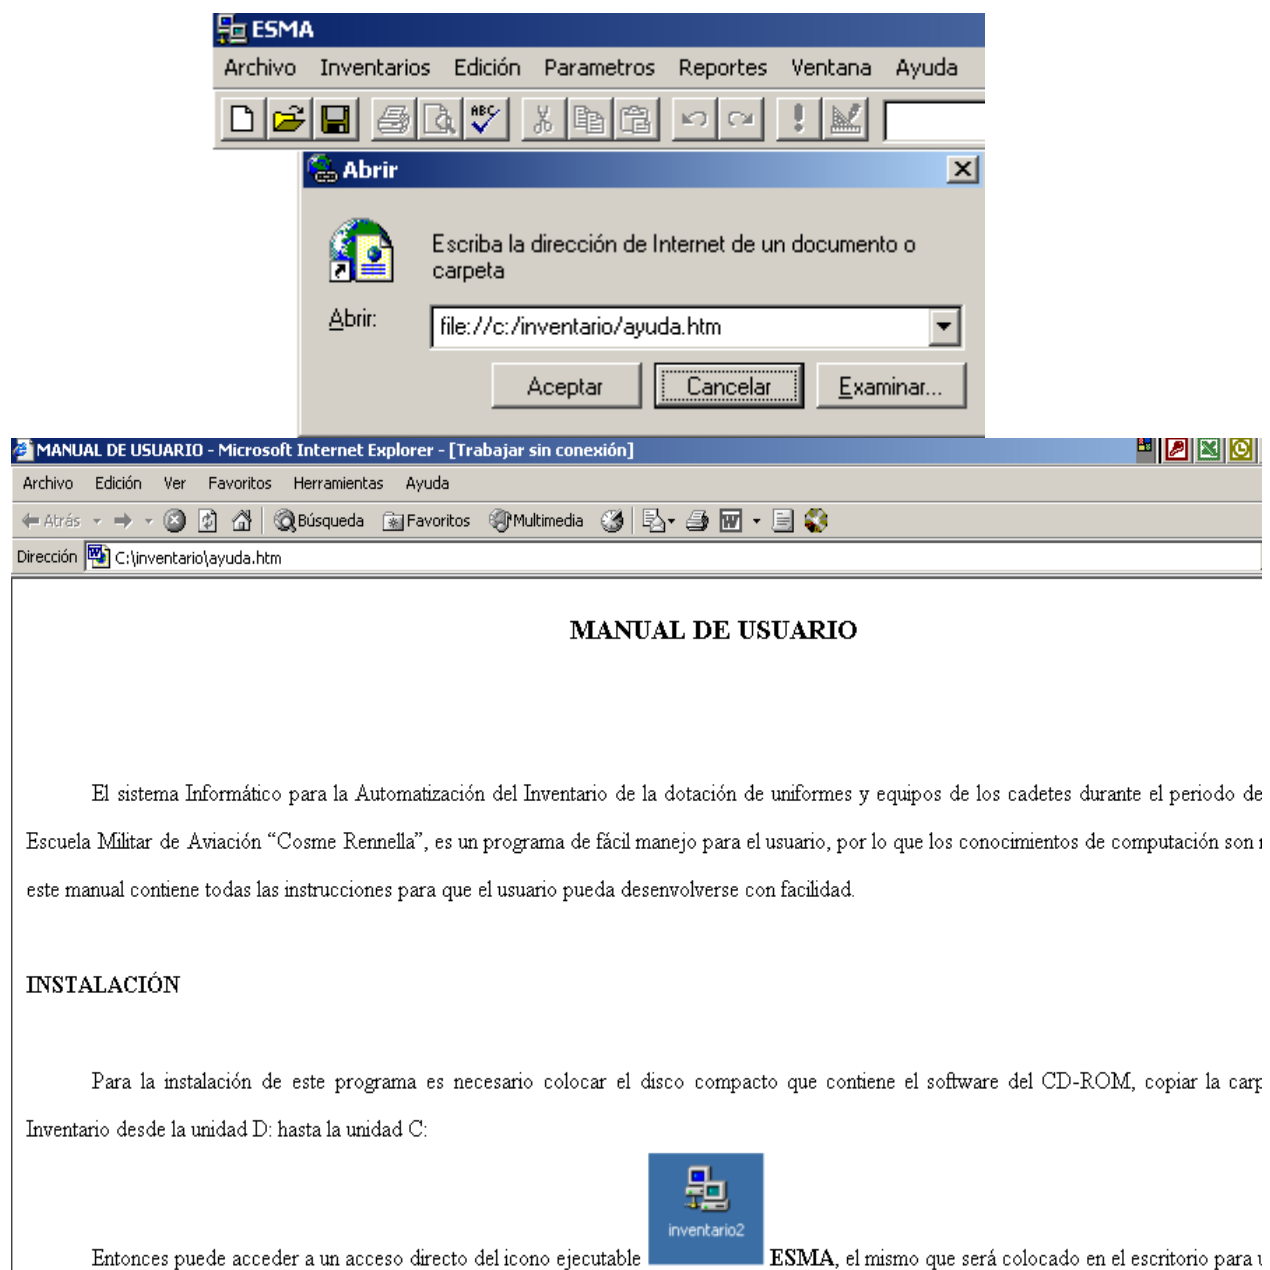 ESMA
Archivo Inventarios Edición Parametros Reportes Ventana Ayuda
ABC
Abrir
Escriba la dirección de Internet de un documento o
carpeta
Abrir: file://c:/inventario/ayuda.htm
Aceptar Cancelar Examinar...
MANUAL DE USUARIO - Microsoft Internet Explorer - [Trabajar sin conexión]
Archivo Edición Ver Favoritos Herramientas Ayuda
Atrás Búsqueda Favoritos Multimedia
Dirección C:\inventario\ayuda.htm
MANUAL DE USUARIO
El sistema Informático para la Automatización del Inventario de la dotación de uniformes y equipos de los cadetes durante el periodo de
Escuela Militar de Aviación “Cosme Rennella”, es un programa de fácil manejo para el usuario, por lo que los conocimientos de computación son
este manual contiene todas las instrucciones para que el usuario pueda desenvolverse con facilidad.
INSTALACIÓN
Para la instalación de este programa es necesario colocar el disco compacto que contiene el software del CD-ROM, copiar la carp
Inventario desde la unidad D: hasta la unidad C:
inventario2
Entonces puede acceder a un acceso directo del icono ejecutable ESMA, el mismo que será colocado en el escritorio para